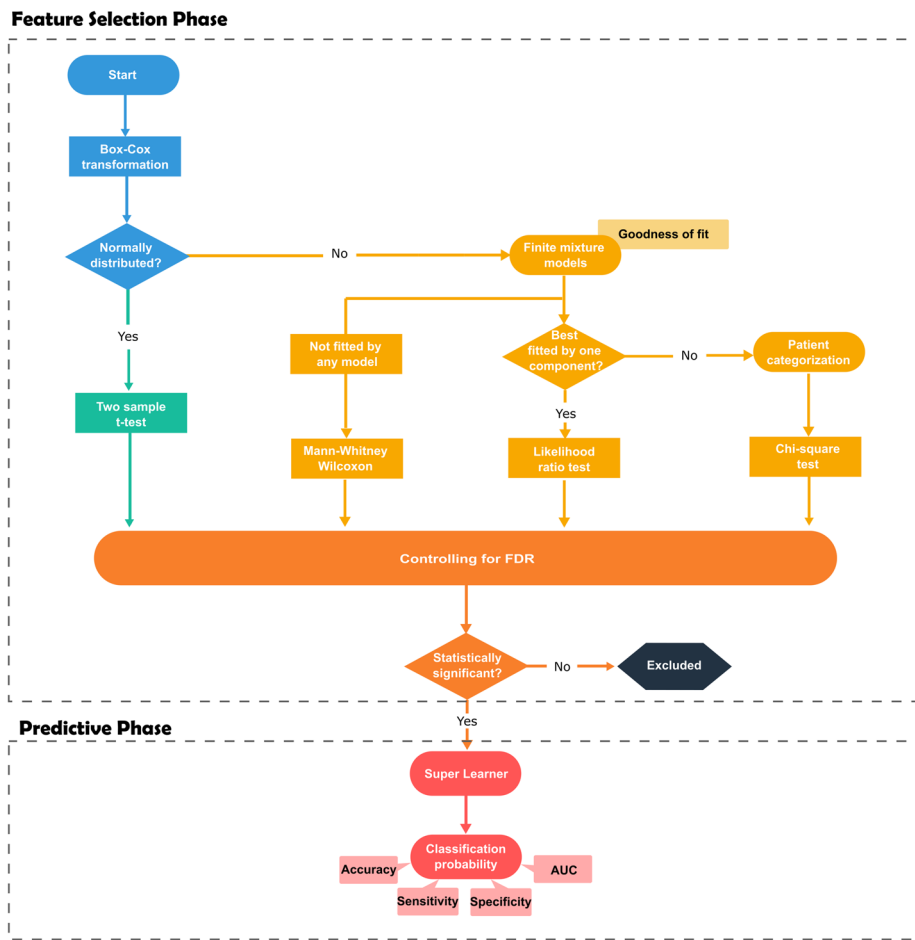 Feature Selection Phase
Start
Box-Cox
transformation
Normally
distributed?
No
Goodness of fit
Finite mixture
models
Yes
Not fitted by
any model
Best
fitted by one
component?
No
Patient
categorization
Two sample
t-test
Yes
Mann-Whitney
Wilcoxon
Likelihood
ratio test
Chi-square
test
Controlling for FDR
Statistically
significant?
No
Excluded
Yes
Predictive Phase
Super Learner
Classification
probability
Accuracy
AUC
Sensitivity
Specificity